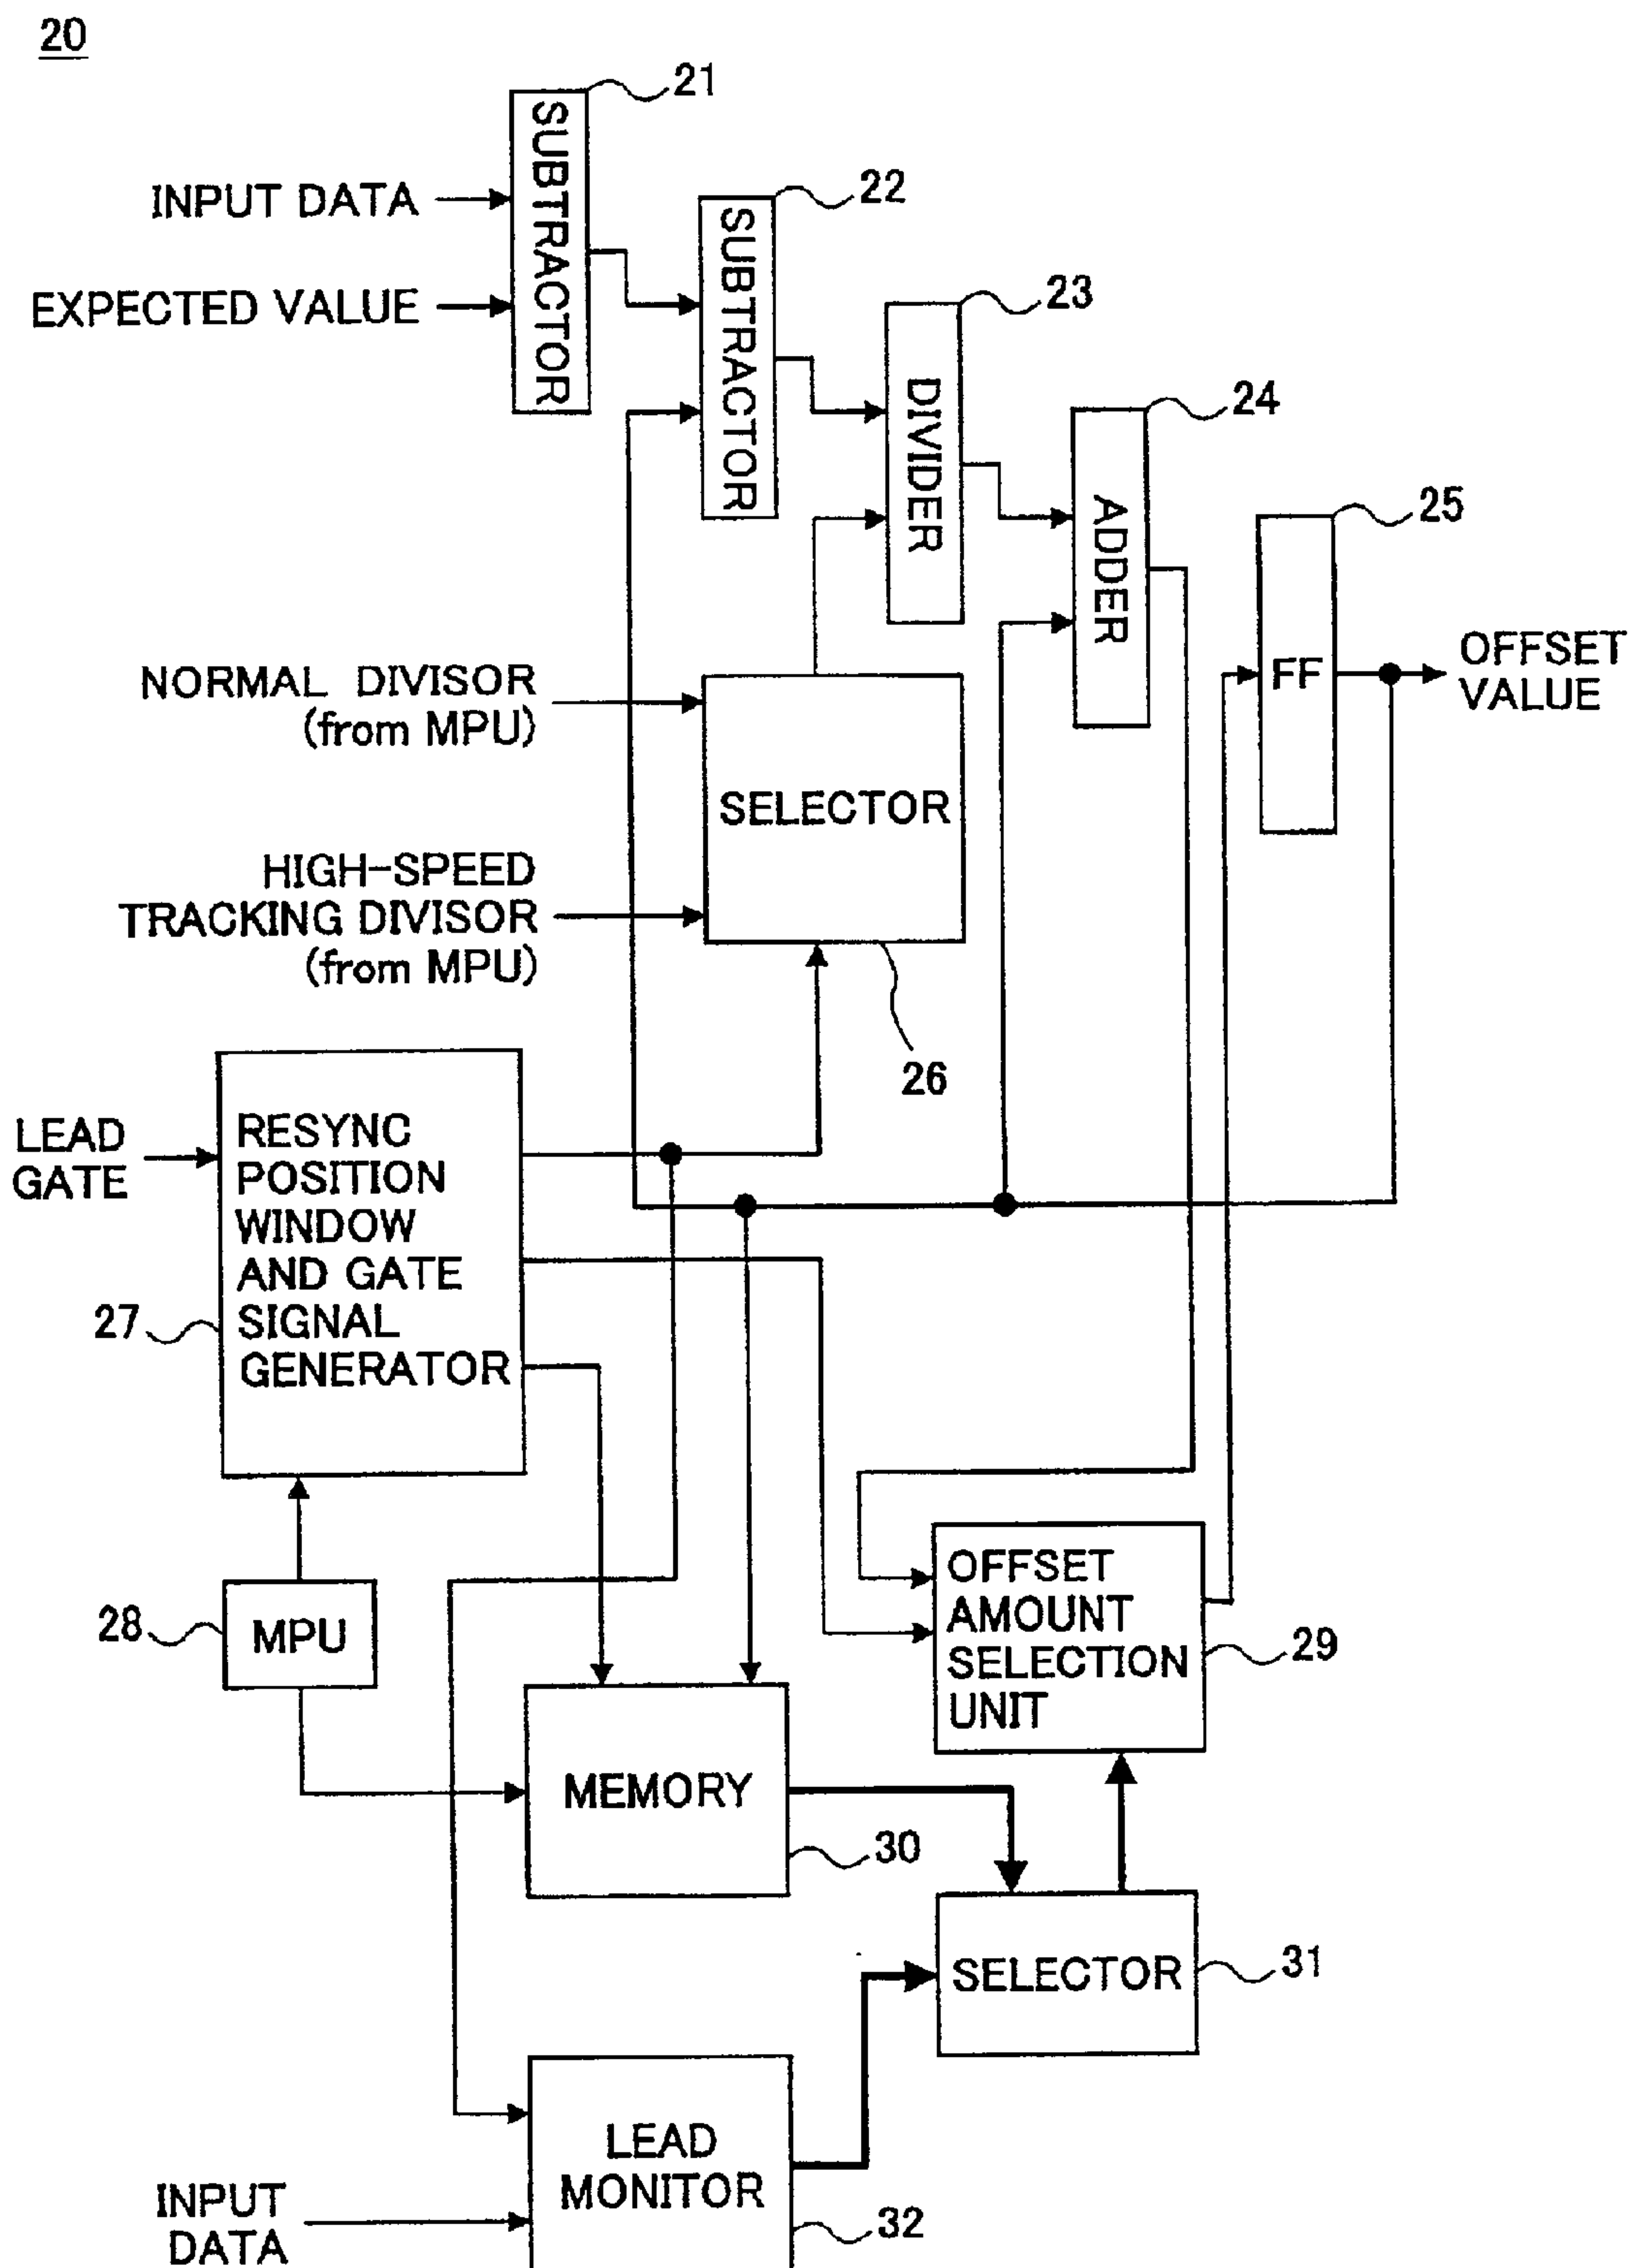 20
21
SUBTRACTOR
INPUT DATA
22
SUBTRACTOR
EXPECTED VALUE
23
DIVIDER
24
ADDER
25
FF
OFFSET
VALUE
NORMAL DIVISOR
(from MPU)
SELECTOR
HIGH-SPEED
TRACKING DIVISOR
(from MPU)
26
LEAD
GATE
RESYNC
POSITION
WINDOW
AND GATE
SIGNAL
GENERATOR
27
28
MPU
OFFSET
AMOUNT
SELECTION
UNIT
29
MEMORY
30
SELECTOR
31
LEAD
MONITOR
32
INPUT
DATA